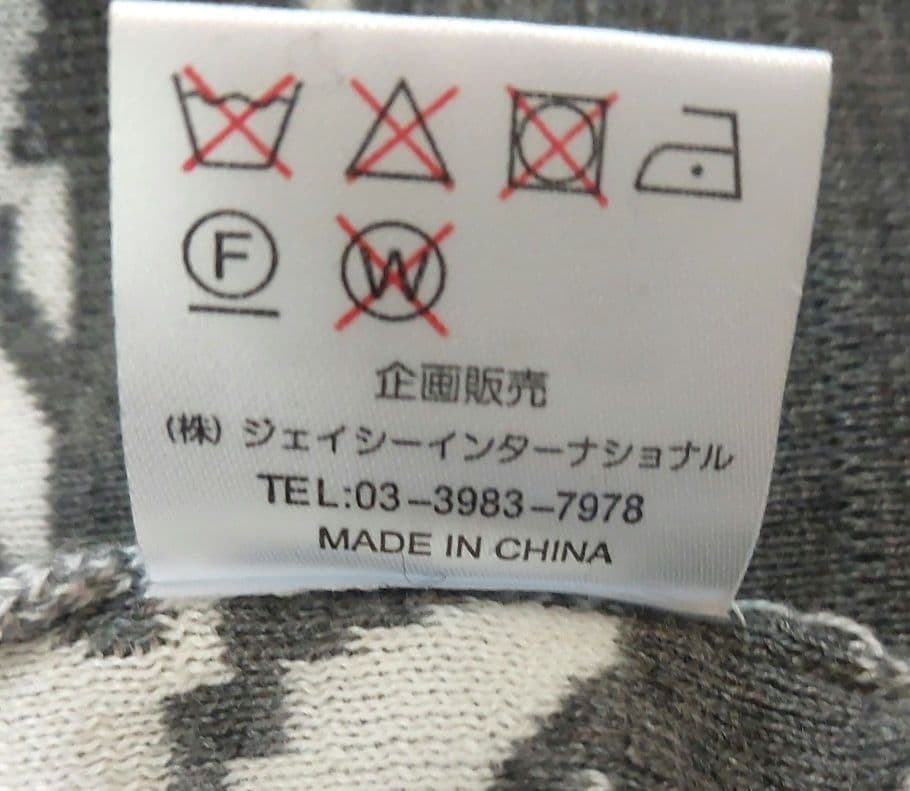 F W
企画販売
(株) ジェイシーインターナショナル
TEL:03-3983-7978
MADE IN CHINA